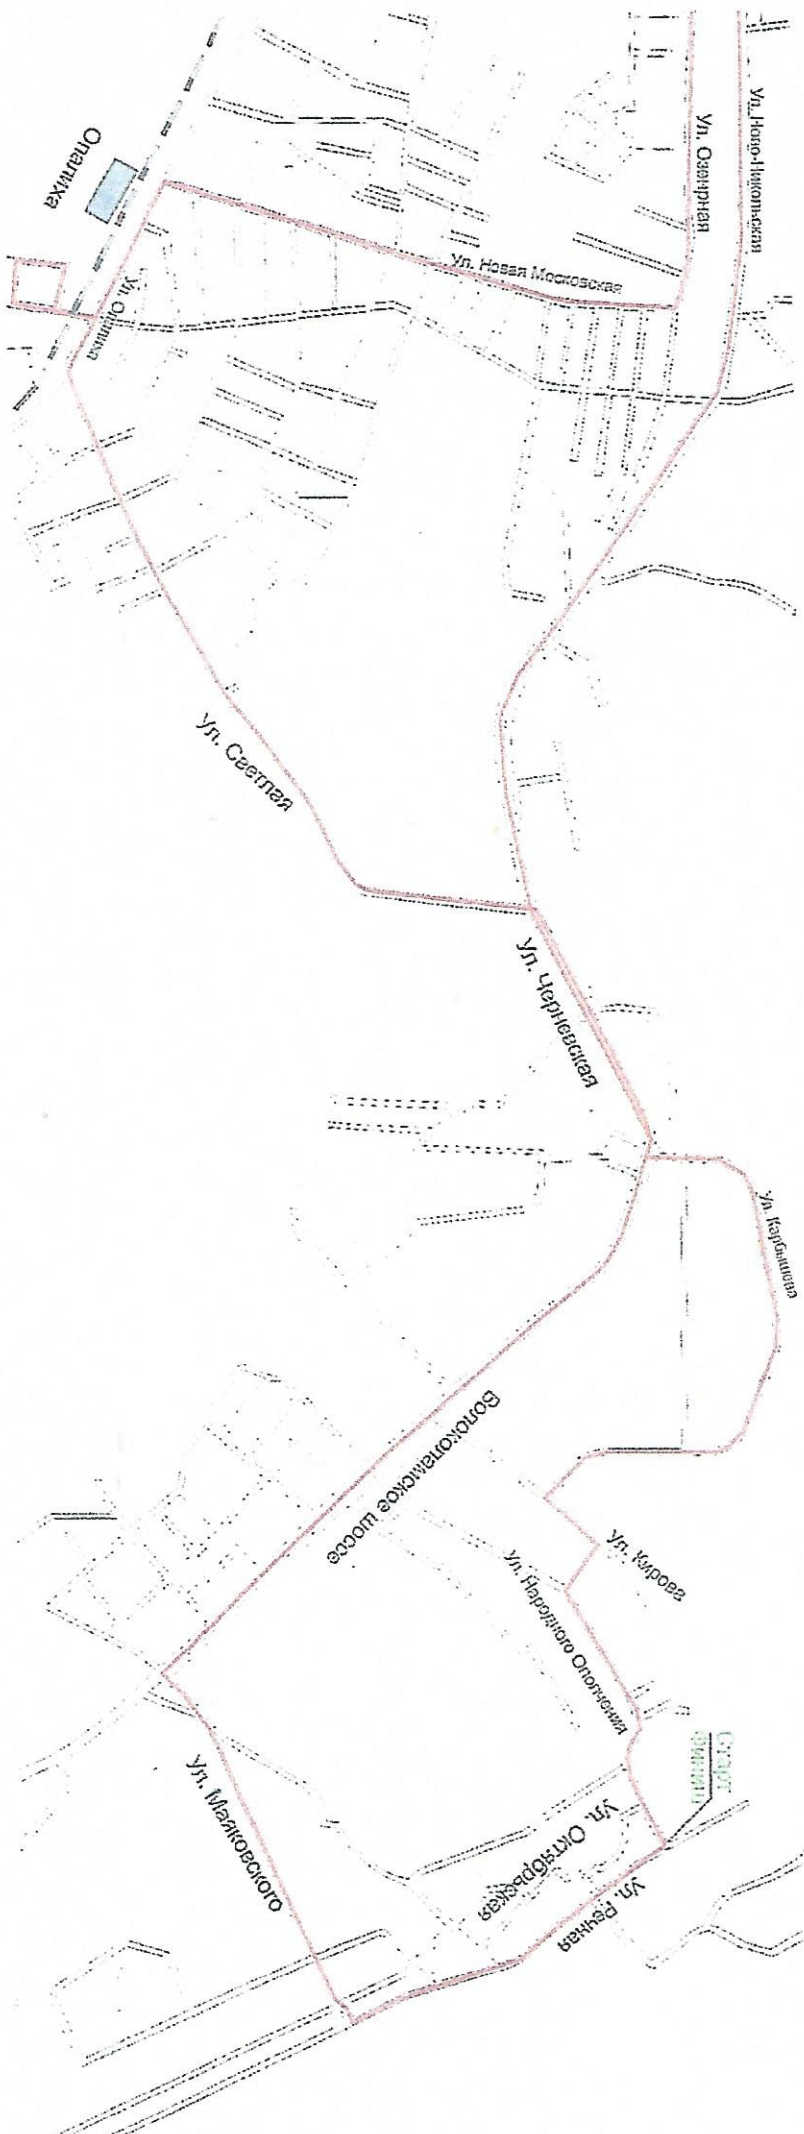 Ул. Ново-Никольская
Ул. Озёрная
Опалиха
Ул. Новая Московская
Ул. Опалиха
Ул. Светлая
Ул. Черневская
Ул. Карбышева
Волоколамское шоссе
Ул. Кирова
Ул. Народного Ополчения
Старт
Финиш
Ул. Маяковского
Ул. Октябрьская
Ул. Речная